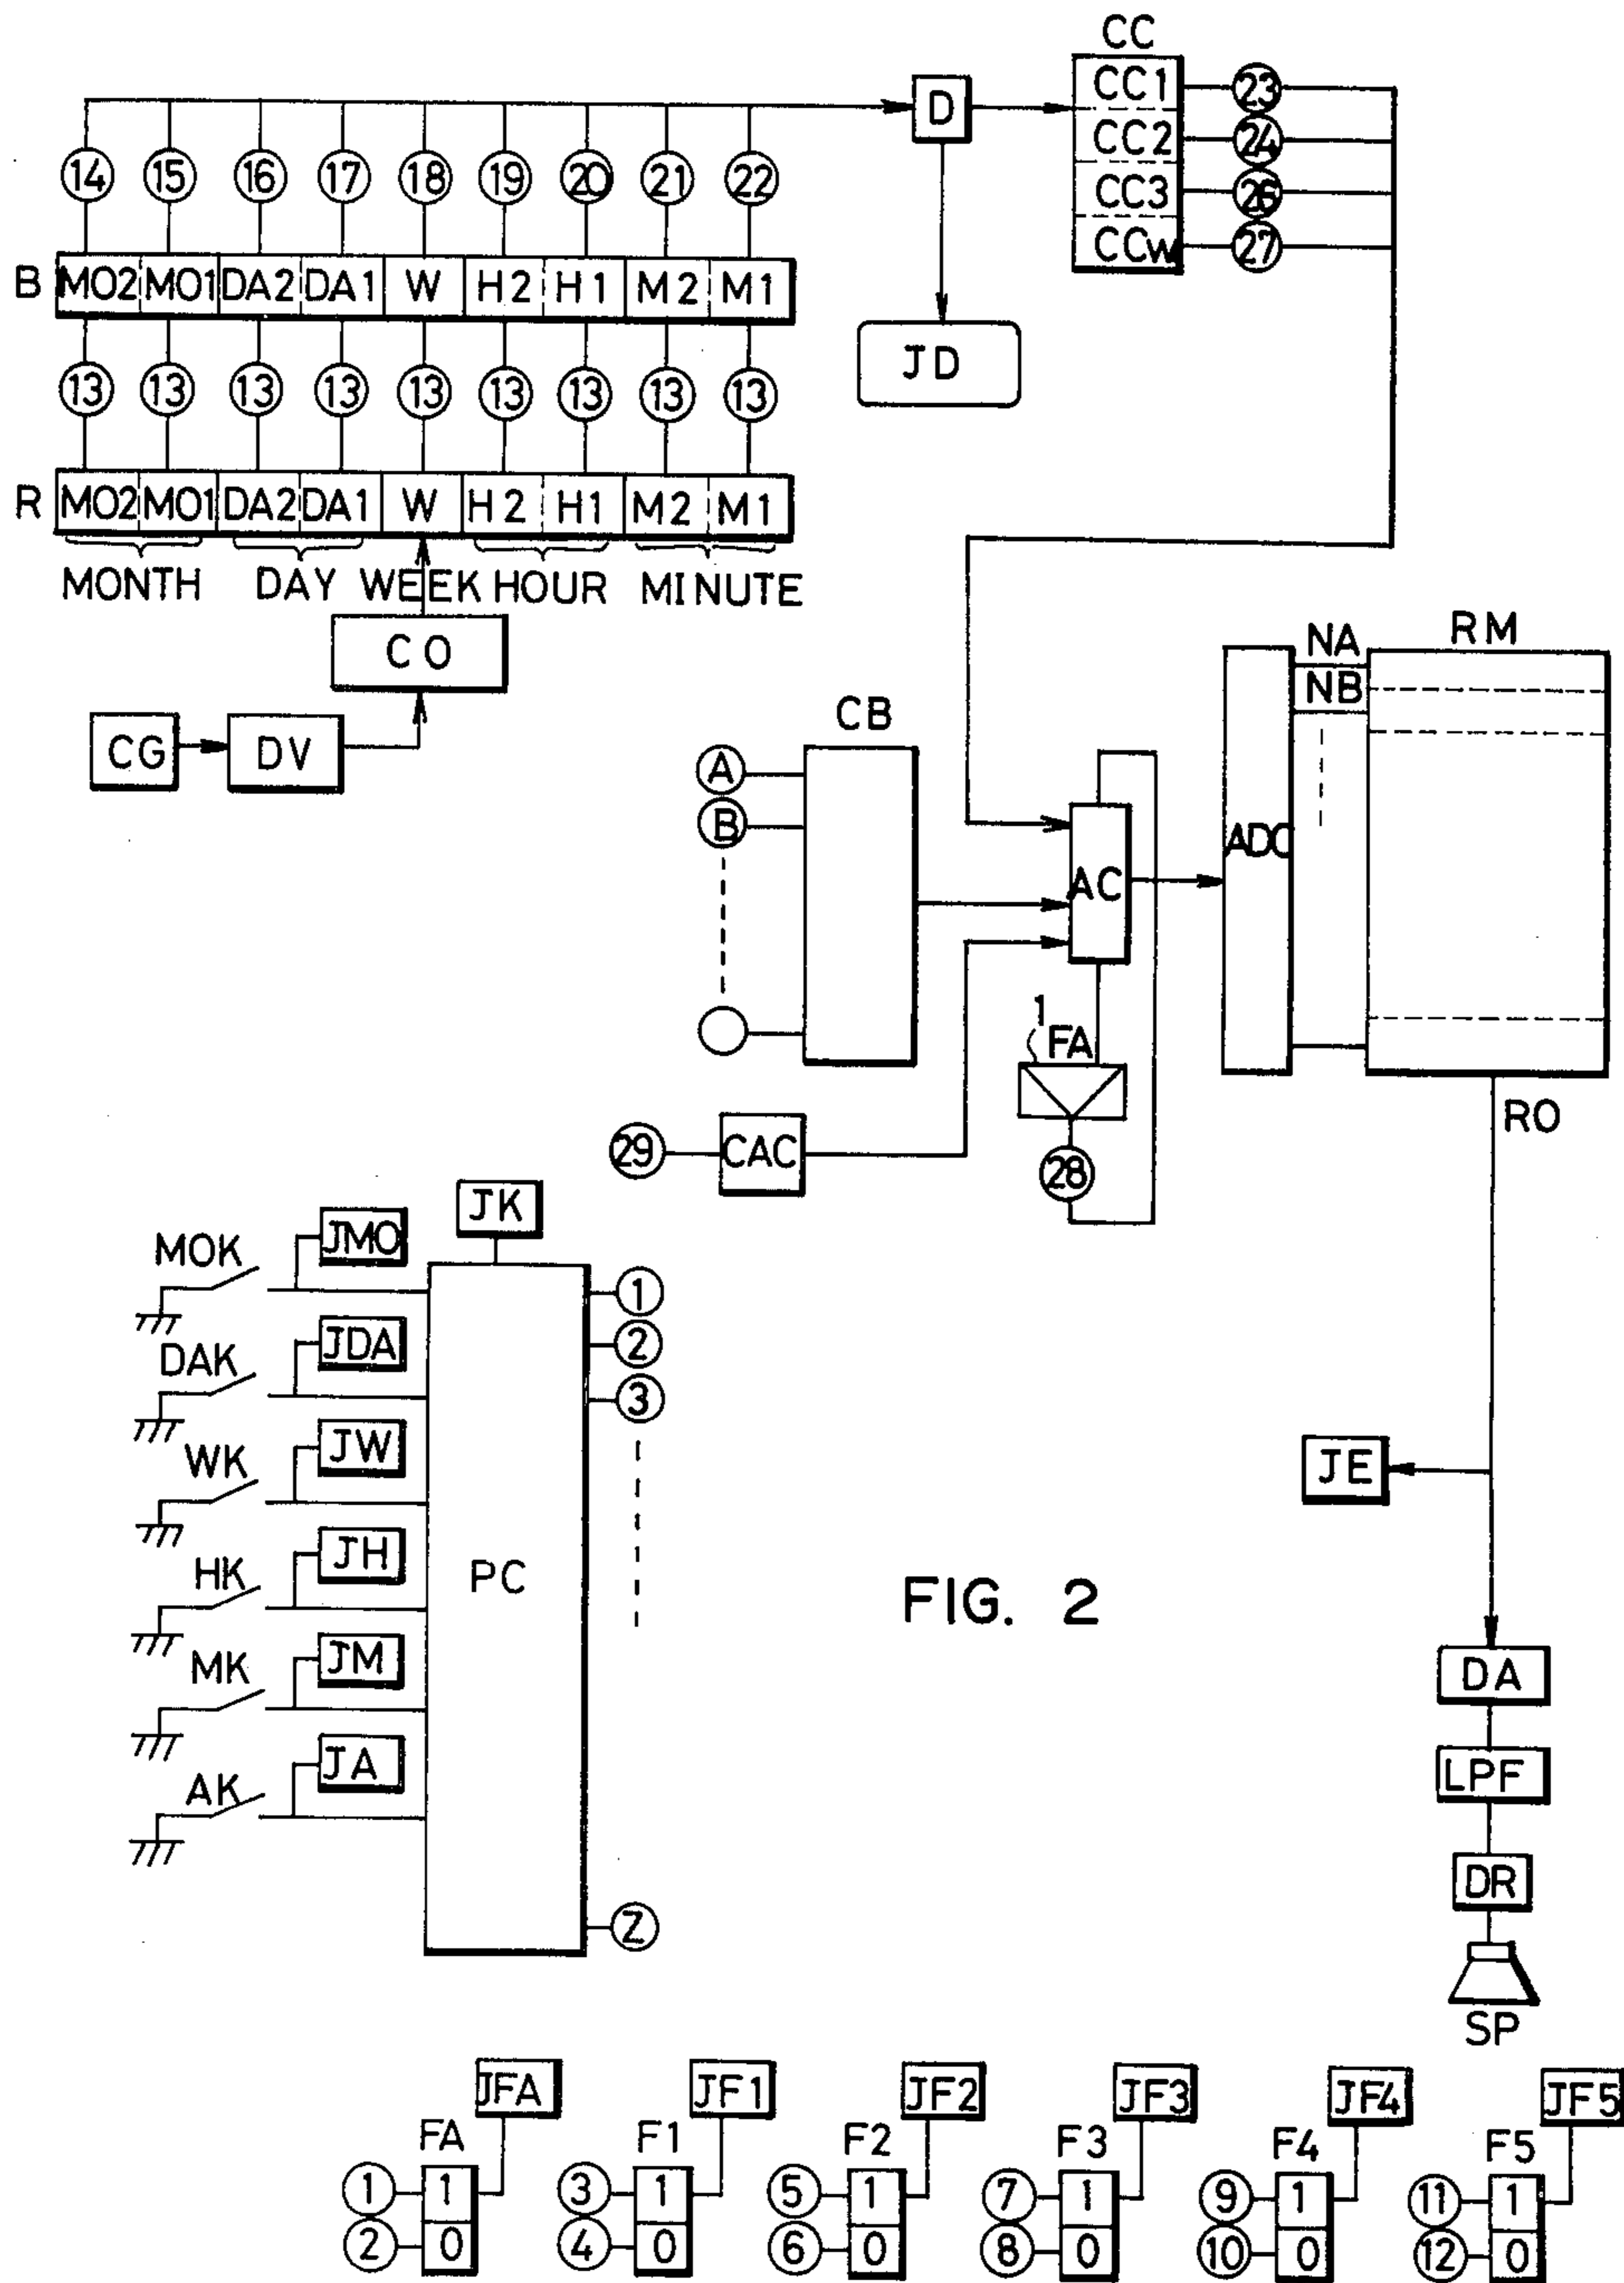 CC
CC1 23
D
CC2 24
CC3 26
CCW 27
14 15 16 17 18 19 20 21 22
B MO2 MO1 DA2 DA1 W H2 H1 M2 M1
JD
13 13 13 13 13 13 13 13 13
R MO2 MO1 DA2 DA1 W H2 H1 M2 M1
MONTH DAY WEEK HOUR MINUTE
CO
CG DV
CB
A
B
NA RM
NB
ADC
AC
1 FA
28
RO
29 CAC
JK
MOK JMO
DAK JDA
WK JW
HK JH
MK JM
AK JA
PC
1
2
3
Z
JE
FIG. 2
DA
LPF
DR
SP
JFA JF1 JF2 JF3 JF4 JF5
FA F1 F2 F3 F4 F5
1 1 3 1 5 1 7 1 9 1 11 1
2 0 4 0 6 0 8 0 10 0 12 0